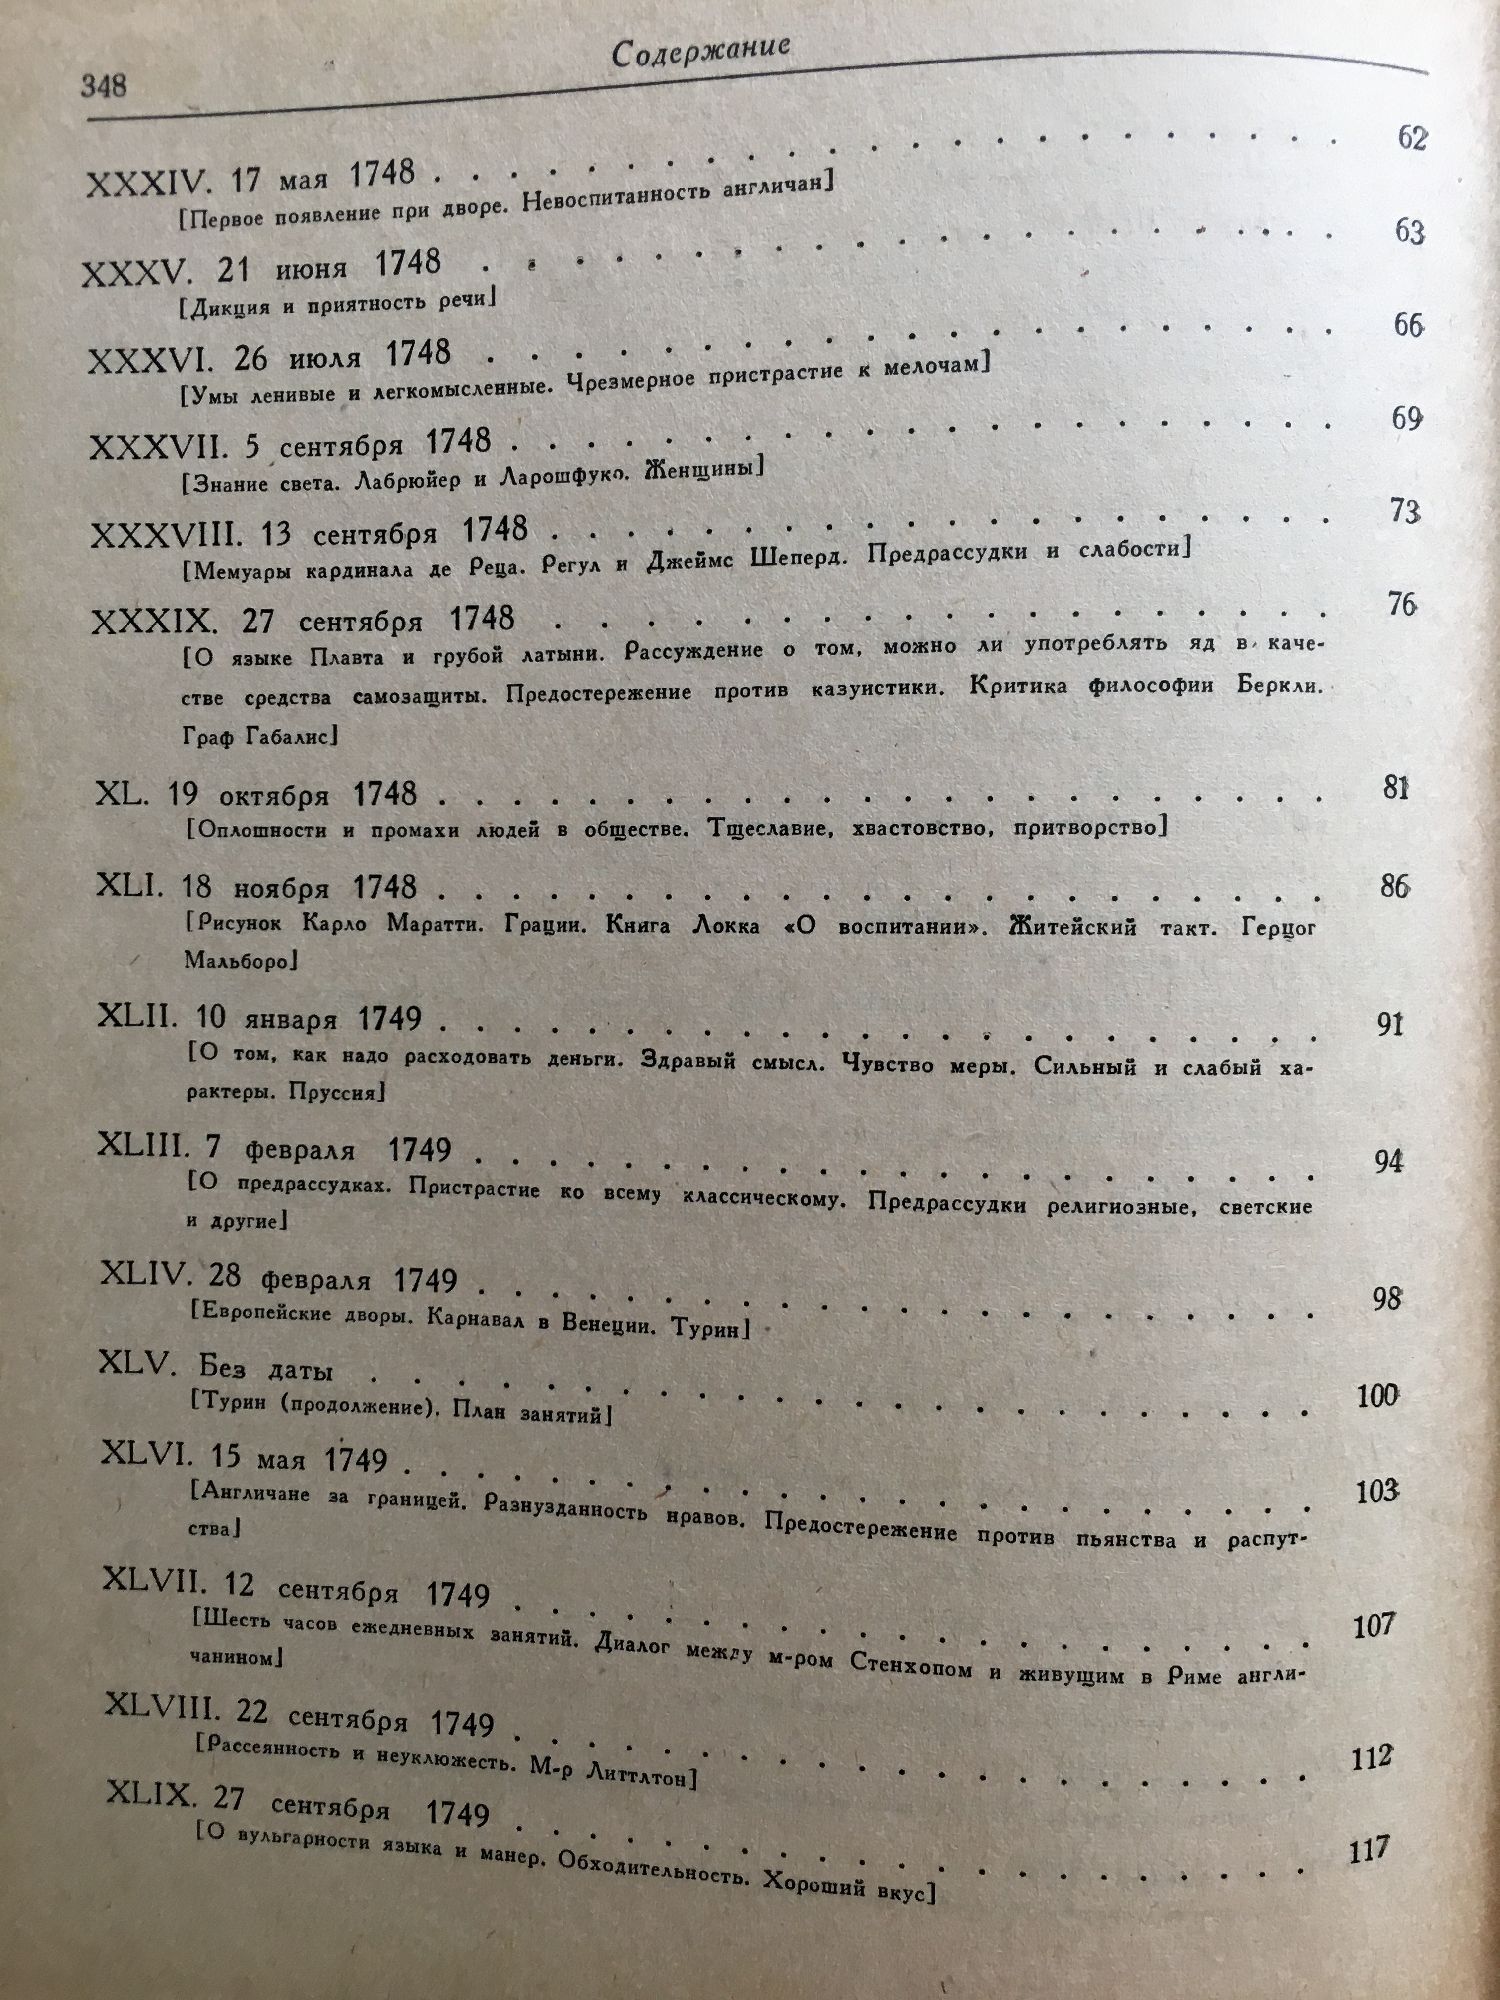 348
Содержание
XXXIV. 17 мая 1748 . . . . . . . . . . . . . . . . . . . . 62
[Первое появление при дворе. Невоспитанность англичан]
XXXV. 21 июня 1748 . . . . . . . . . . . . . . . . . . . . 63
[Дикция и приятность речи]
XXXVI. 26 июля 1748 . . . . . . . . . . . . . . . . . . . . 66
[Умы ленивые и легкомысленные. Чрезмерное пристрастие к мелочам]
XXXVII. 5 сентября 1748 . . . . . . . . . . . . . . . . . . . . 69
[Знание света. Лабрюйер и Ларошфуко. Женщины]
XXXVIII. 13 сентября 1748 . . . . . . . . . . . . . . . . . . . . 73
[Мемуары кардинала де Реца. Регул и Джеймс Шеперд. Предрассудки и слабости]
XXXIX. 27 сентября 1748 . . . . . . . . . . . . . . . . . . 76
[О языке Плавта и грубой латыни. Рассуждение о том, можно ли употреблять яд в каче-
стве средства самозащиты. Предостережение против казуистики. Критика философии Беркли.
Граф Габалис]
XL. 19 октября 1748 . . . . . . . . . . . . . . . . . . . . . . . 81
[Оплошности и промахи людей в обществе. Тщеславие, хвастовство, притворство]
XLI. 18 ноября 1748 . . . . . . . . . . . . . . . . . . . . . . . 86
[Рисунок Карло Маратти. Грации. Книга Локка «О воспитании». Житейский такт. Герцог
Мальборо]
XLII. 10 января 1749 . . . . . . . . . . . . . . . . . . . . . . . 91
[О том, как надо расходовать деньги. Здравый смысл. Чувство меры. Сильный и слабый ха-
рактеры. Пруссия]
XLIII. 7 февраля 1749 . . . . . . . . . . . . . . . . . . . . . . 94
[О предрассудках. Пристрастие ко всему классическому. Предрассудки религиозные, светские
и другие]
XLIV. 28 февраля 1749 . . . . . . . . . . . . . . . . . . . . . . 98
[Европейские дворы. Карнавал в Венеции. Турин]
XLV. Без даты . . . . . . . . . . . . . . . . . . . . . . . . 100
[Турин (продолжение). План занятий]
XLVI. 15 мая 1749 . . . . . . . . . . . . . . . . . . . . . . . . 103
[Англичане за границей. Разнузданность нравов. Предостережение против пьянства и распут-
ства]
XLVII. 12 сентября 1749 . . . . . . . . . . . . . . . . . . . . . 107
[Шесть часов ежедневных занятий. Диалог между м-ром Стенхопом и живущим в Риме англи-
чанином]
XLVIII. 22 сентября 1749 . . . . . . . . . . . . . . . . . . . . . 112
[Рассеянность и неуклюжесть. М-р Литтлтон]
XLIX. 27 сентября 1749 . . . . . . . . . . . . . . . . . . . . . 117
[О вульгарности языка и манер. Обходительность. Хороший вкус]